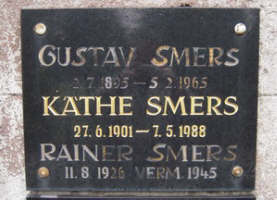 GUSTAV SMERS
2.7.1895 — 5.2.1965
KÄTHE SMERS
27.6.1901 — 7.5.1988
RAINER SMERS
11.8.1926 VERM. 1945